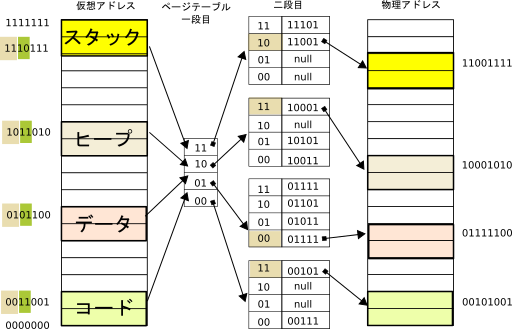 仮想アドレス
ページテーブル
一段目
二段目
物理アドレス
1111111
1110111
1011010
0101100
0011001
0000000
スタック
ヒープ
データ
コード
11
10
01
00
11 11101
10 11001
01 null
00 null
11 10001
10 null
01 10101
00 10011
11 01111
10 01101
01 01011
00 01111
11 00101
10 null
01 null
00 00111
11001111
10001010
01111100
00101001